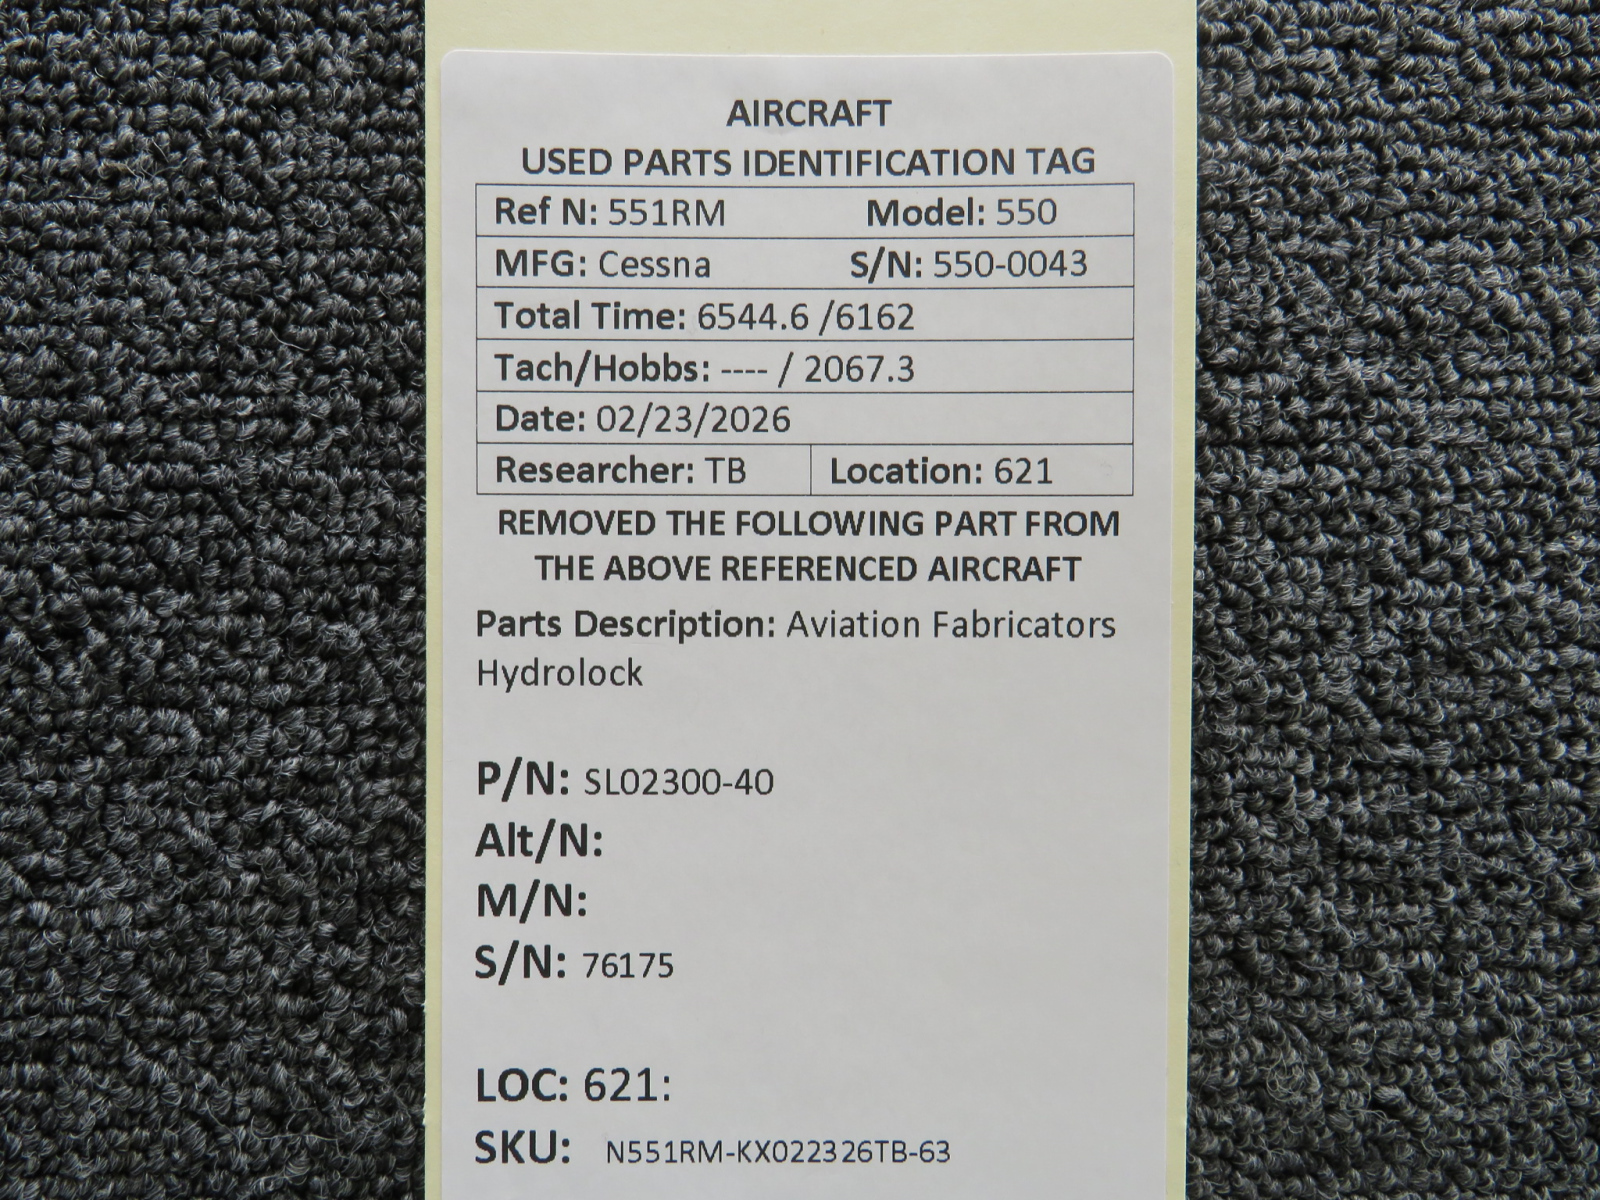 AIRCRAFT
USED PARTS IDENTIFICATION TAG
Ref N: 551RM Model: 550
MFG: Cessna S/N: 550-0043
Total Time: 6544.6 /6162
Tach/Hobbs: ---- / 2067.3
Date: 02/23/2026
Researcher: TB Location: 621
REMOVED THE FOLLOWING PART FROM
THE ABOVE REFERENCED AIRCRAFT
Parts Description: Aviation Fabricators
Hydrolock
P/N: SL02300-40
Alt/N:
M/N:
S/N: 76175
LOC: 621:
SKU: N551RM-KX022326TB-63